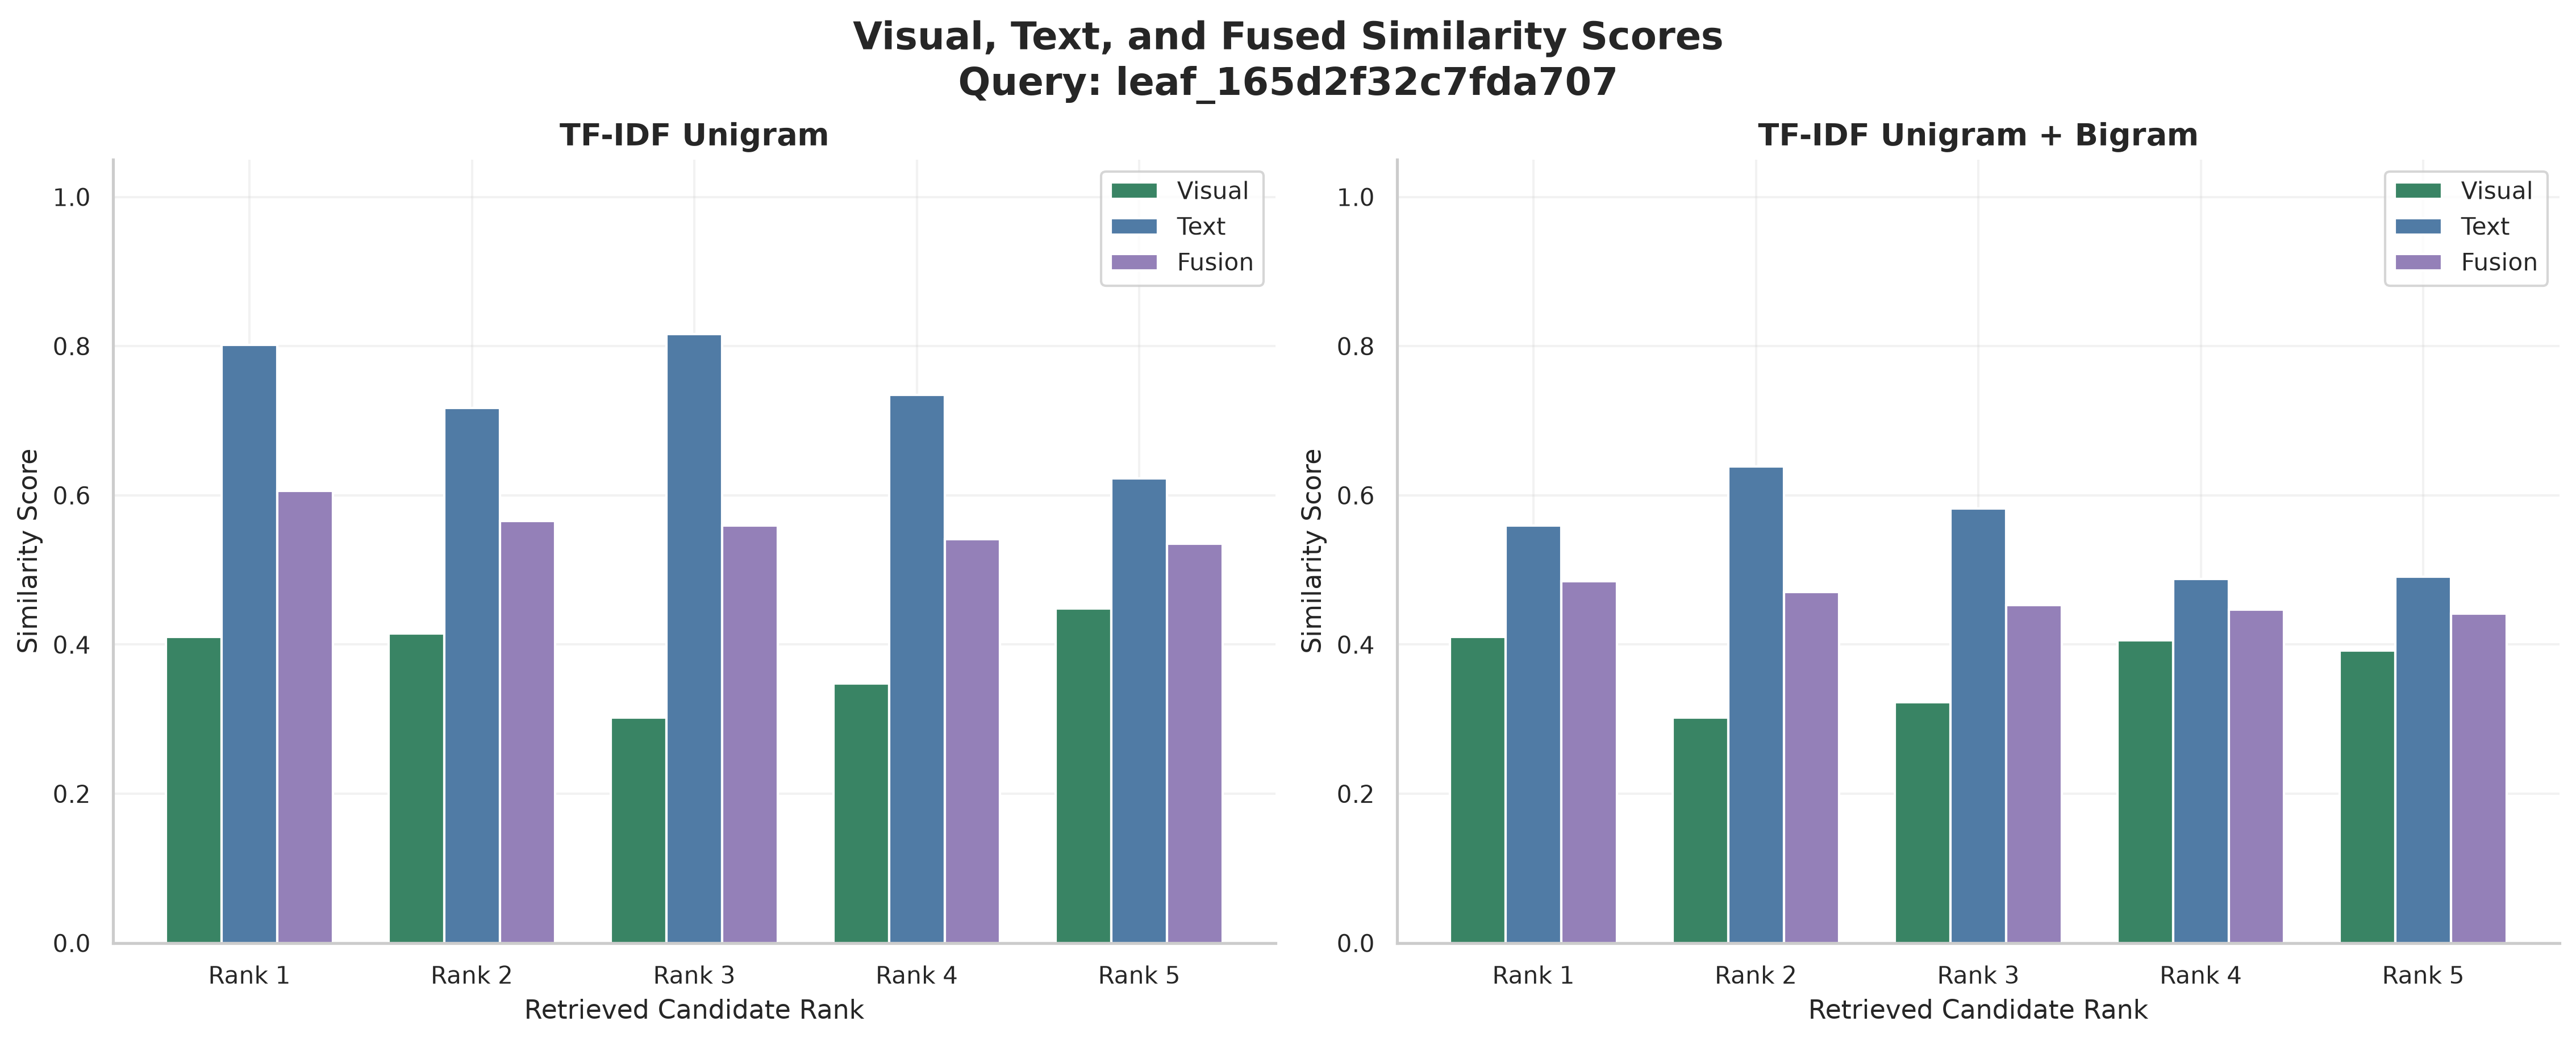 Visual, Text, and Fused Similarity Scores
Query: leaf_165d2f32c7fda707
TF-IDF Unigram
1.0
0.8
0.6
0.4
0.2
0.0
Similarity Score
Visual
Text
Fusion
Rank 1
Rank 2
Rank 3
Rank 4
Rank 5
Retrieved Candidate Rank
TF-IDF Unigram + Bigram
1.0
0.8
0.6
0.4
0.2
0.0
Similarity Score
Visual
Text
Fusion
Rank 1
Rank 2
Rank 3
Rank 4
Rank 5
Retrieved Candidate Rank